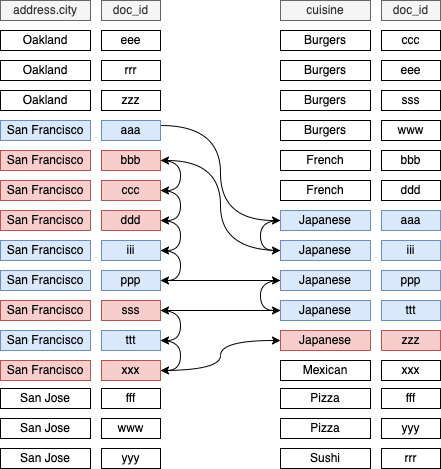 address.city doc_id cuisine doc_id
Oakland eee Burgers ccc
Oakland rrr Burgers eee
Oakland zzz Burgers sss
San Francisco aaa Burgers www
San Francisco bbb French bbb
San Francisco ccc French ddd
San Francisco ddd Japanese aaa
San Francisco iii Japanese iii
San Francisco ppp Japanese ppp
San Francisco sss Japanese ttt
San Francisco ttt Japanese zzz
San Francisco xxx Mexican xxx
San Jose fff Pizza fff
San Jose www Pizza yyy
San Jose yyy Sushi rrr